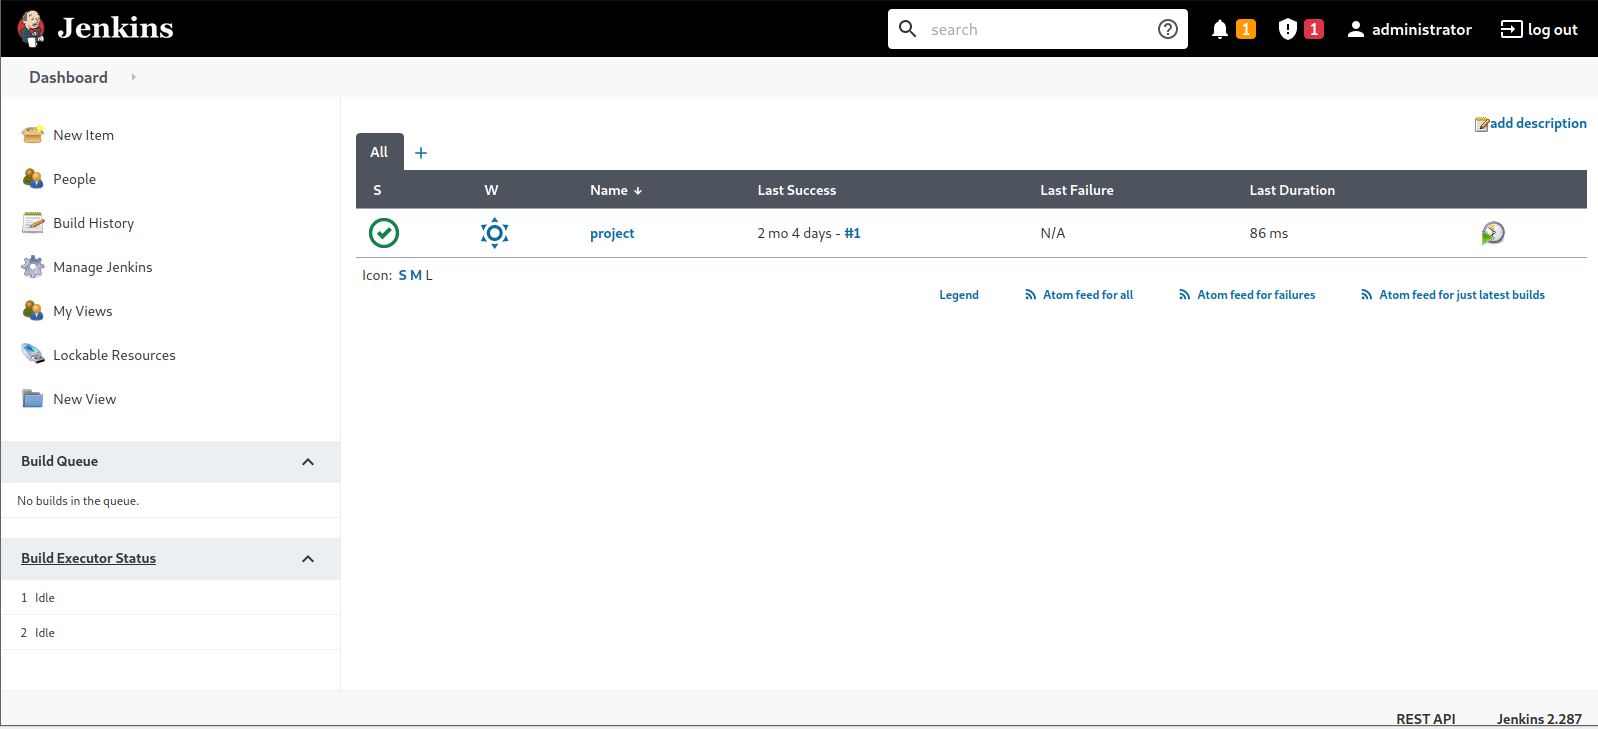 Jenkins
search
1
1
administrator
log out
Dashboard
New Item
People
Build History
Manage Jenkins
My Views
Lockable Resources
New View
Build Queue
No builds in the queue.
Build Executor Status
1 Idle
2 Idle
add description
All +
S W Name ↓ Last Success Last Failure Last Duration
project 2 mo 4 days - #1 N/A 86 ms
Icon: S M L
Legend Atom feed for all Atom feed for failures Atom feed for just latest builds
REST API Jenkins 2.287